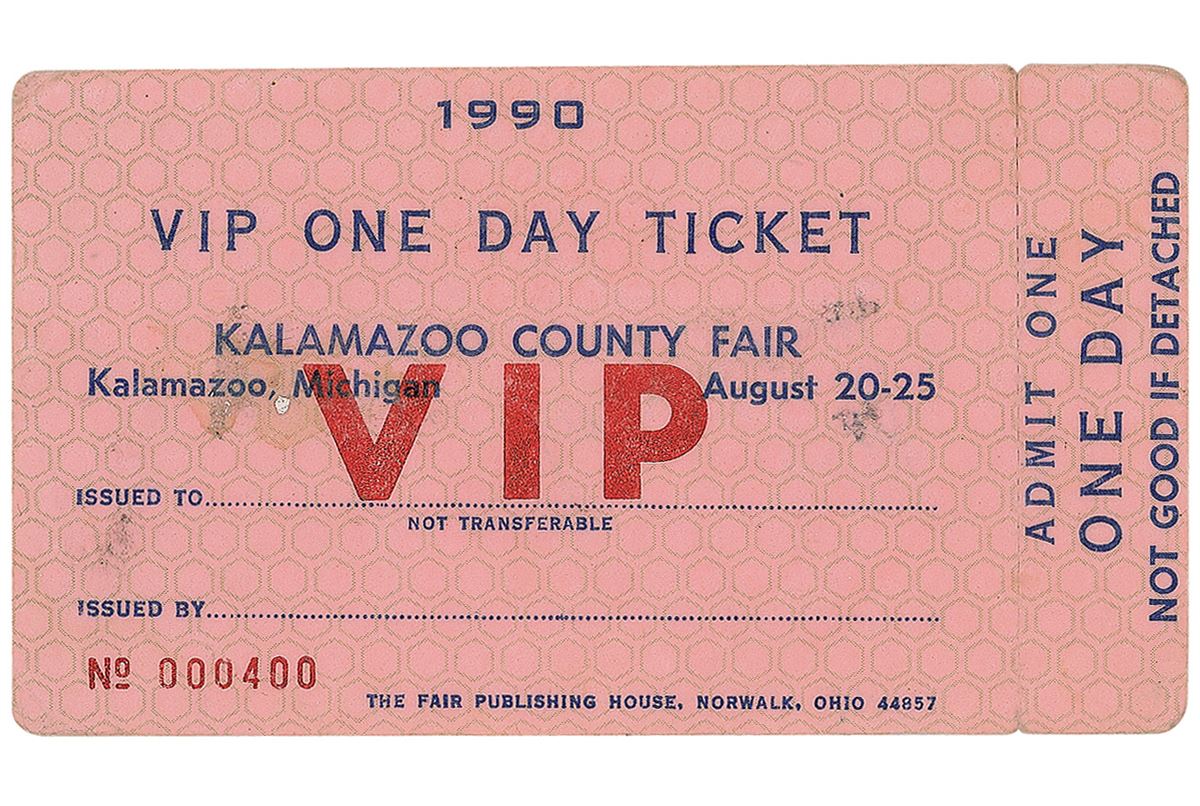 1990
VIP ONE DAY TICKET
KALAMAZOO COUNTY FAIR
Kalamazoo, Michigan August 20-25
VIP
ISSUED TO
NOT TRANSFERABLE
ISSUED BY
Nº 000400
THE FAIR PUBLISHING HOUSE, NORWALK, OHIO 44857
ADMIT ONE
ONE DAY
NOT GOOD IF DETACHED